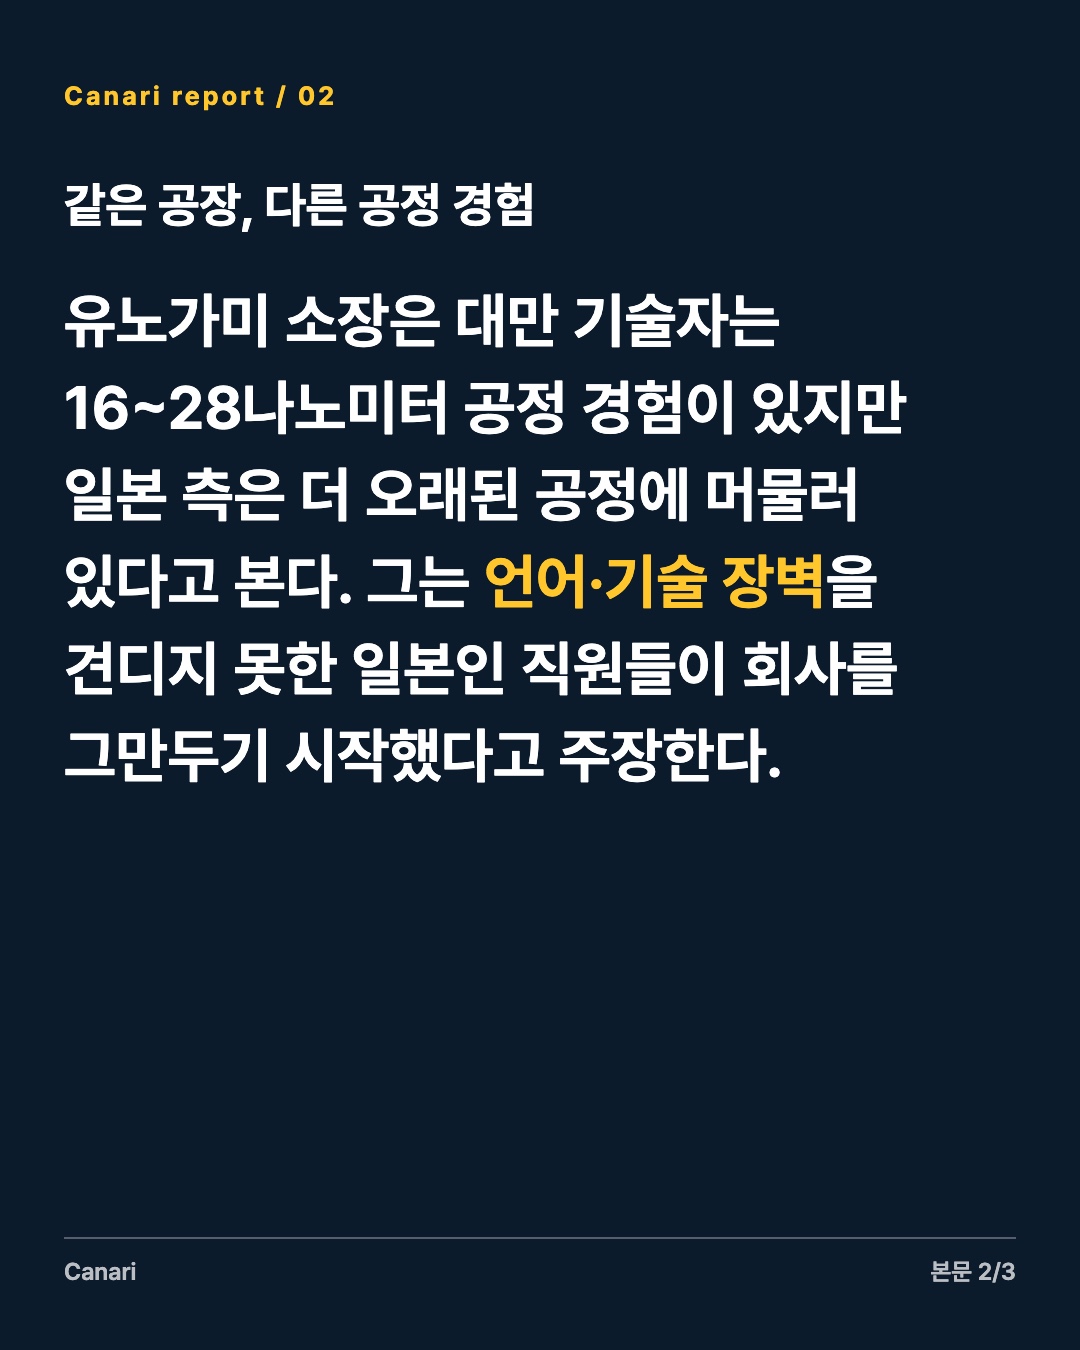 Canari report / 02
같은 공장, 다른 공정 경험
유노가미 소장은 대만 기술자는
16~28나노미터 공정 경험이 있지만
일본 측은 더 오래된 공정에 머물러
있다고 본다. 그는 언어·기술 장벽을
견디지 못한 일본인 직원들이 회사를
그만두기 시작했다고 주장한다.
Canari
본문 2/3